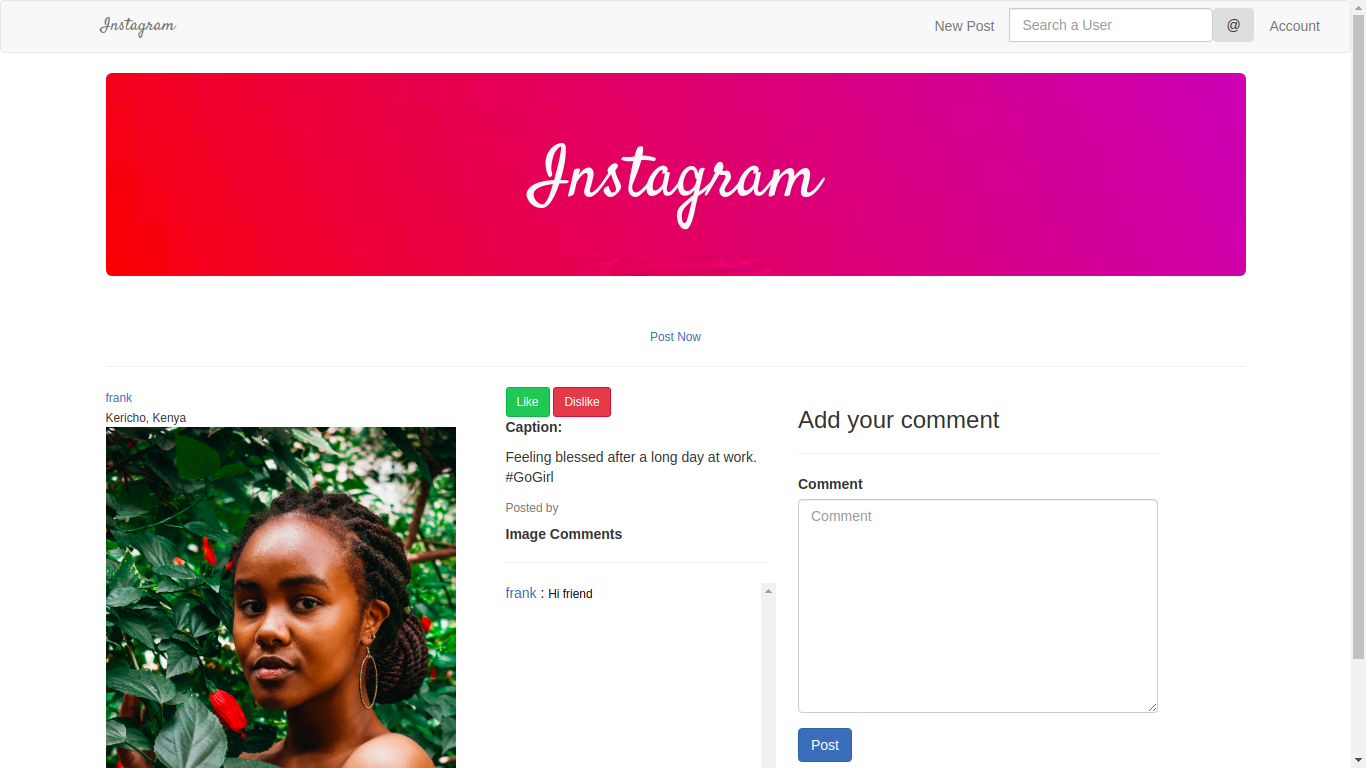 Instagram
New Post
Search a User
@
Account
Instagram
Post Now
frank
Kericho, Kenya
Like
Dislike
Caption:
Feeling blessed after a long day at work.
#GoGirl
Posted by
Image Comments
frank : Hi friend
Add your comment
Comment
Comment
Post